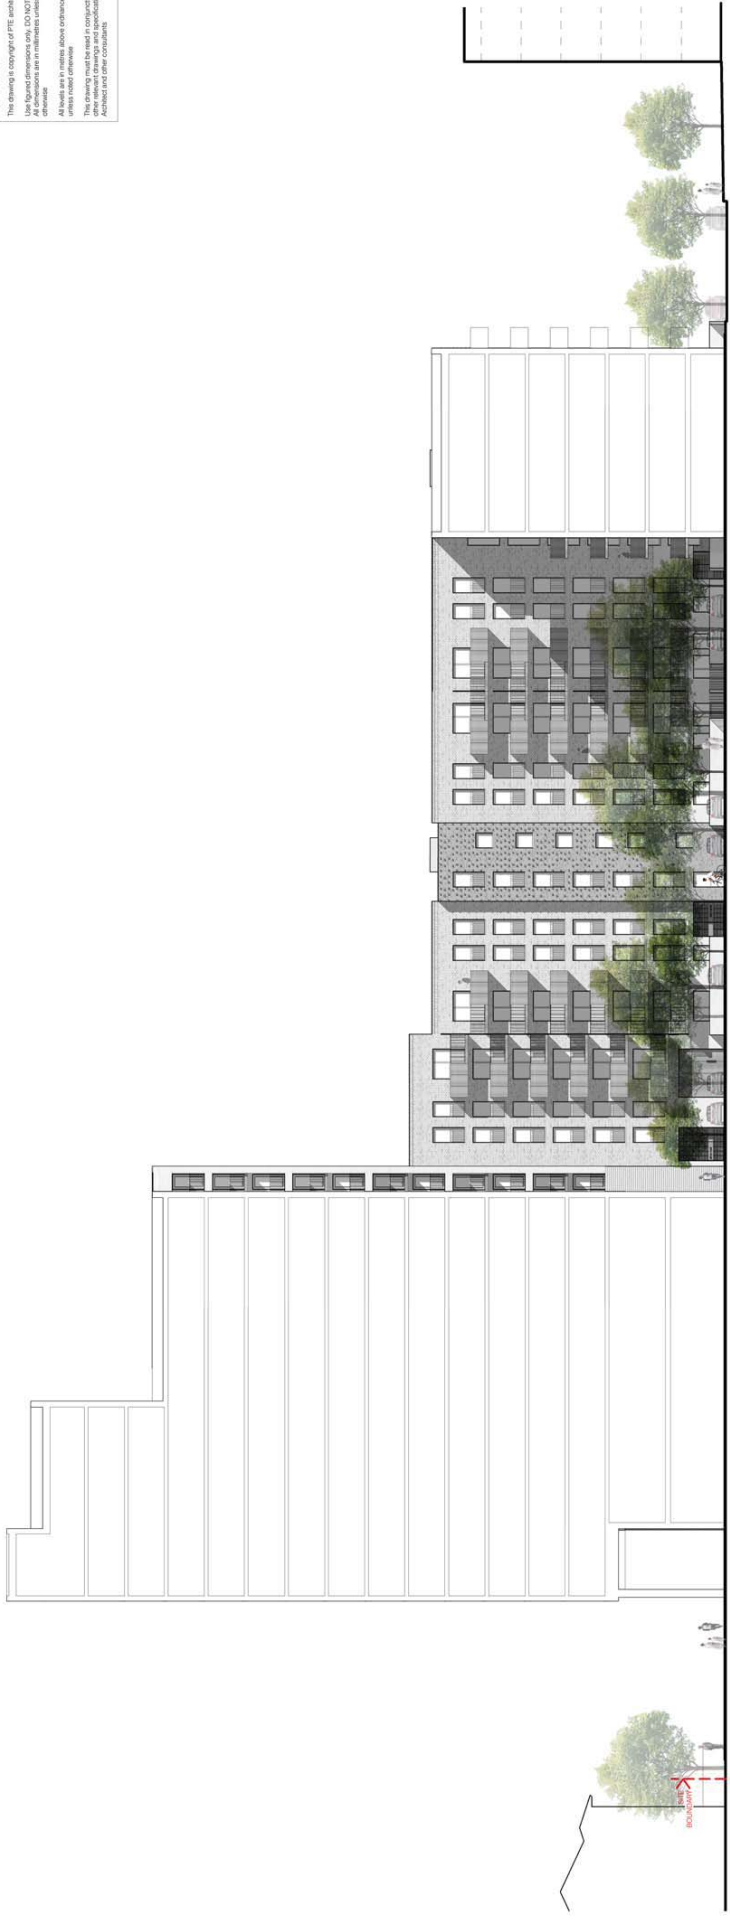 This drawing is copyright of PTE archit
Use figured dimensions only. DO NOT
All dimensions are in millimetres unless
otherwise
All levels are in metres above ordnance
unless noted otherwise
This drawing must be read in conjunct
other relevant drawings and specificat
Architect and other consultants
SITE
BOUNDARY